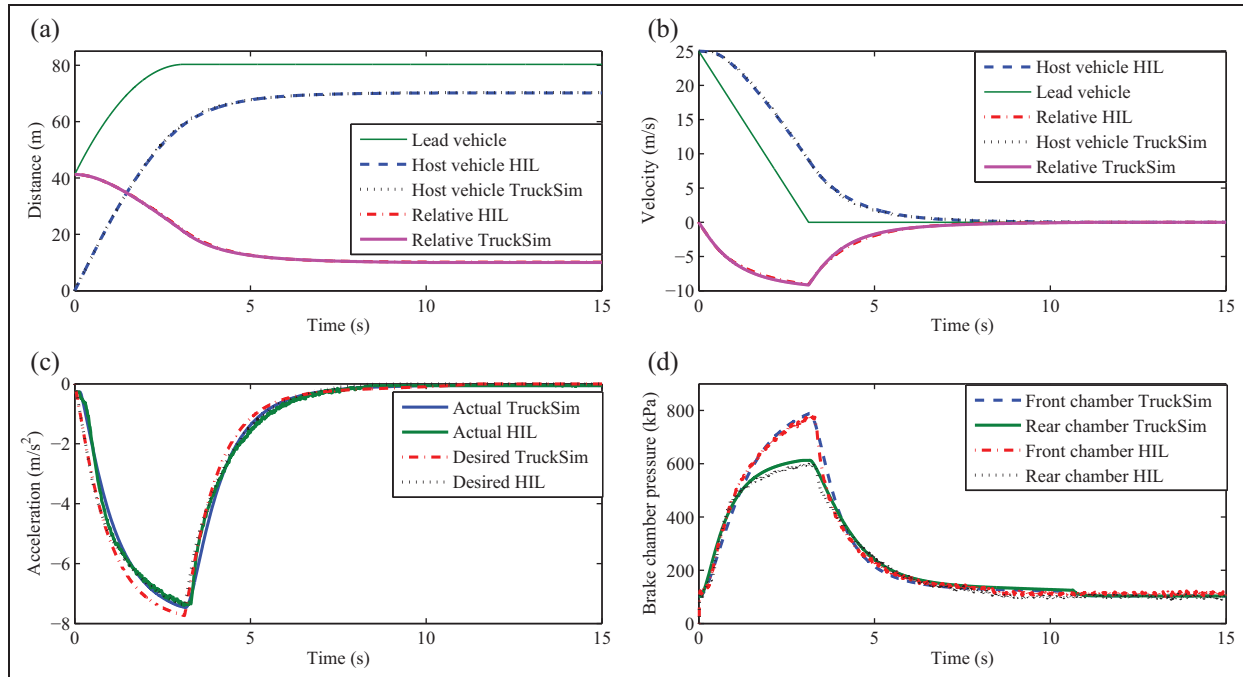 (a)
80
60
40
20
0
0
5
10
15
Distance (m)
Time (s)
Lead vehicle
Host vehicle HIL
Host vehicle TruckSim
Relative HIL
Relative TruckSim
(b)
25
20
15
10
5
0
−5
−10
0
5
10
15
Velocity (m/s)
Time (s)
Host vehicle HIL
Lead vehicle
Relative HIL
Host vehicle TruckSim
Relative TruckSim
(c)
0
−2
−4
−6
−8
0
5
10
15
Acceleration (m/s²)
Time (s)
Actual TruckSim
Actual HIL
Desired TruckSim
Desired HIL
(d)
800
600
400
200
0
0
5
10
15
Brake chamber pressure (kPa)
Time (s)
Front chamber TruckSim
Rear chamber TruckSim
Front chamber HIL
Rear chamber HIL